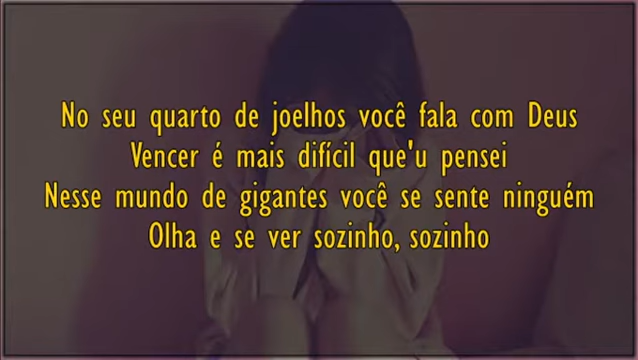 No seu quarto de joelhos você fala com Deus
Vencer é mais difícil que'u pensei
Nesse mundo de gigantes você se sente ninguém
Olha e se ver sozinho, sozinho